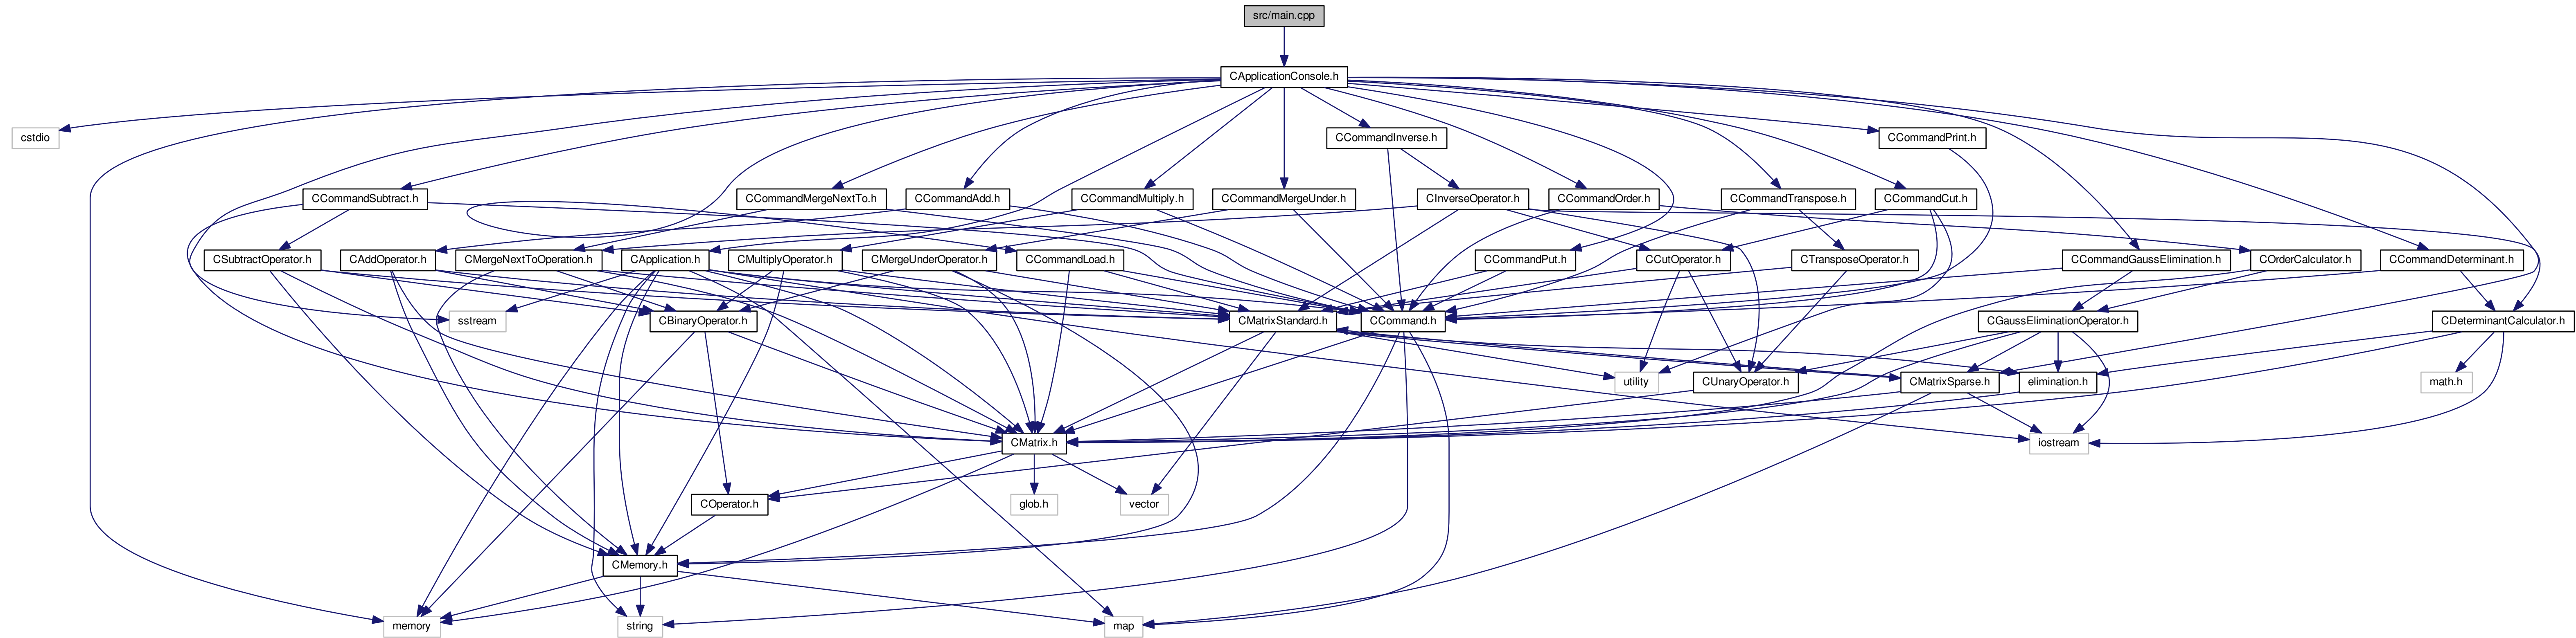 src/main.cpp
CApplicationConsole.h
cstdio
CCommandInverse.h
CCommandPrint.h
CCommandSubtract.h
CCommandMergeNextTo.h
CCommandAdd.h
CCommandMultiply.h
CCommandMergeUnder.h
CInverseOperator.h
CCommandOrder.h
CCommandTranspose.h
CCommandCut.h
CSubtractOperator.h
CAddOperator.h
CMergeNextToOperation.h
CApplication.h
CMultiplyOperator.h
CMergeUnderOperator.h
CCommandLoad.h
CCommandPut.h
CCutOperator.h
CTransposeOperator.h
CCommandGaussElimination.h
COrderCalculator.h
CCommandDeterminant.h
sstream
CBinaryOperator.h
CMatrixStandard.h
CCommand.h
CGaussEliminationOperator.h
CDeterminantCalculator.h
utility
CUnaryOperator.h
CMatrixSparse.h
elimination.h
math.h
CMatrix.h
iostream
COperator.h
glob.h
vector
CMemory.h
memory
string
map